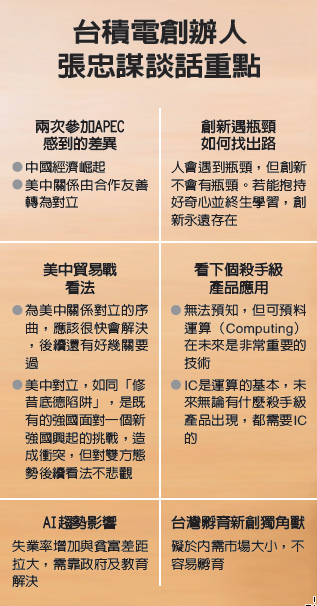 台積電創辦人
張忠謀談話重點
兩次參加APEC
感到的差異
●中國經濟崛起
●美中關係由合作友善
轉為對立
創新遇瓶頸
如何找出路
人會遇到瓶頸，但創新
不會有瓶頸。若能抱持
好奇心並終生學習，創
新永遠存在
美中貿易戰
看法
●為美中關係對立的序
曲，應該很快會解決
，後續還有好幾關要
過
●美中對立，如同「修
昔底德陷阱」，是既
有的強國面對一個新
強國興起的挑戰，造
成衝突，但對雙方態
勢後續看法不悲觀
看下個殺手級
產品應用
●無法預知，但可預料
運算（Computing）
在未來是非常重要的
技術
●IC是運算的基本，未
來無論有什麼殺手級
產品出現，都需要IC
的
AI趨勢影響
失業率增加與貧富差距
拉大，需靠政府及教育
解決
台灣孵育新創獨角獸
礙於內需市場大小，不
容易孵育